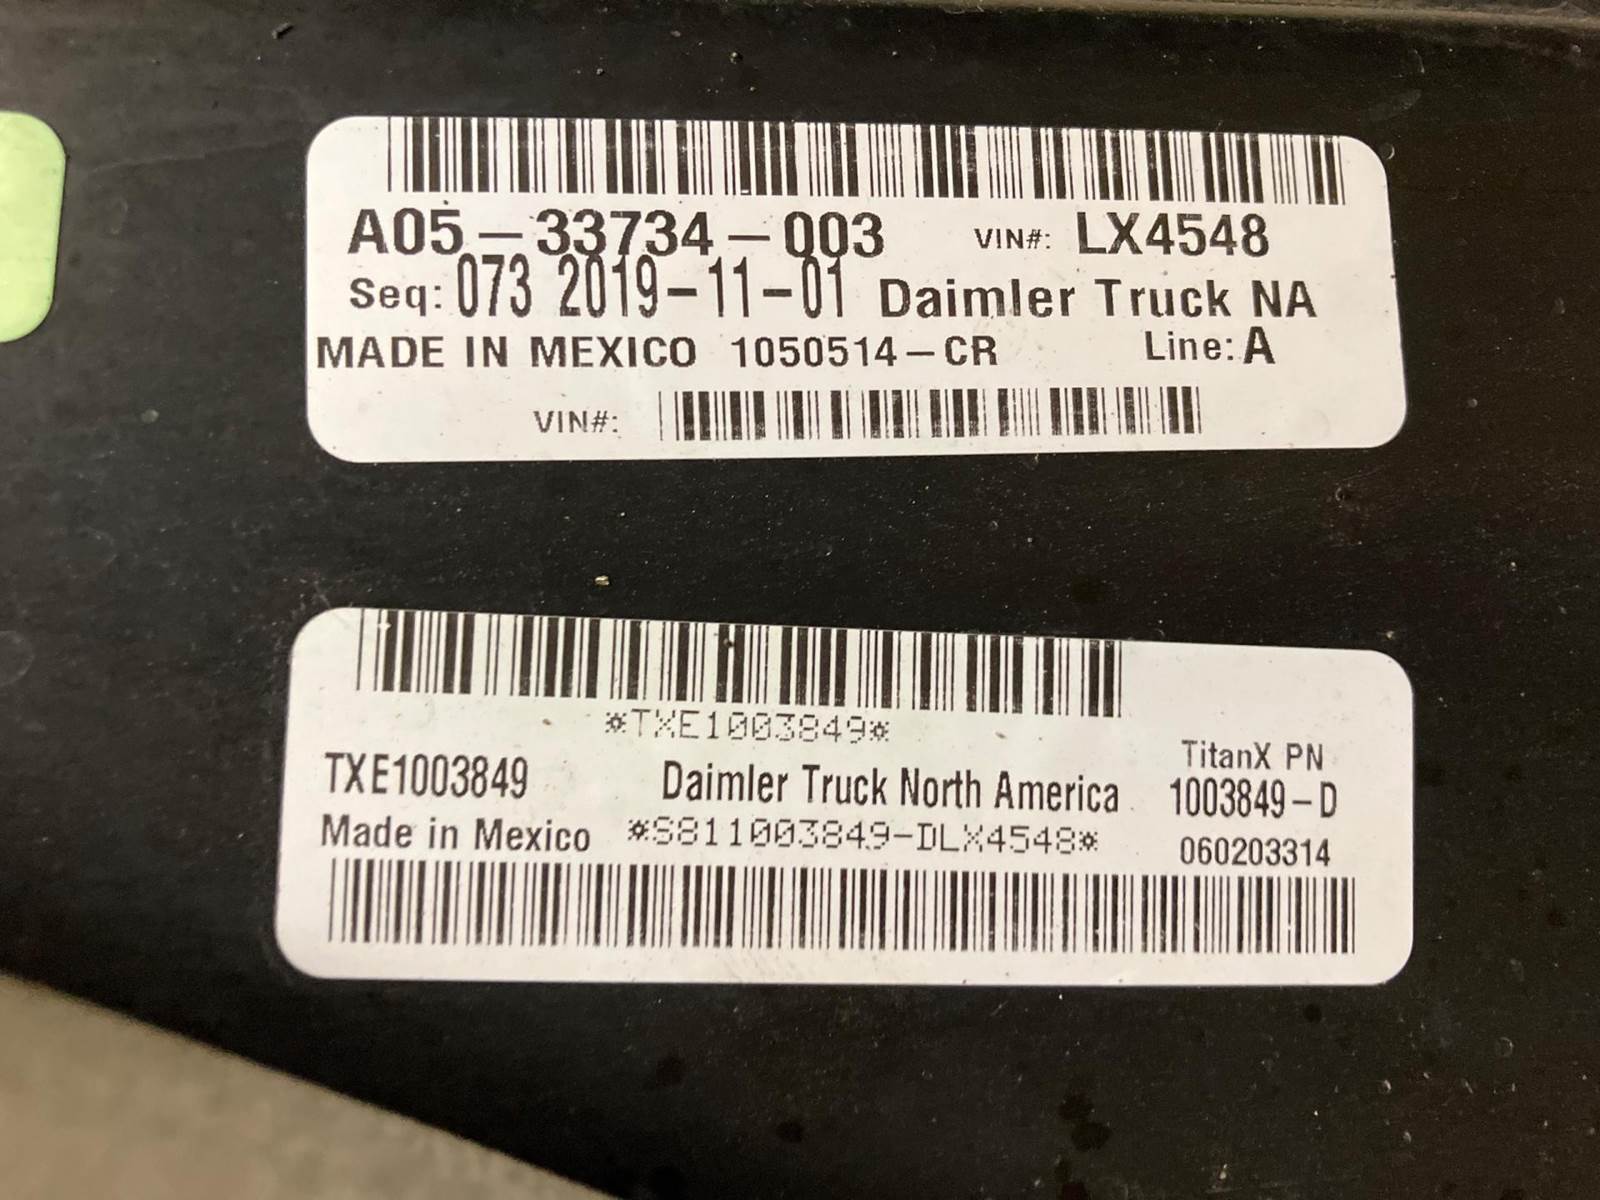 A05-33734-003 VIN#: LX4548
Seq: 073 2019-11-01 Daimler Truck NA
MADE IN MEXICO 1050514-CR Line: A
VIN#:
*TXE1003849*
TXE1003849 Daimler Truck North America TitanX PN 1003849-D
Made in Mexico *S811003849-DLX4548* 060203314